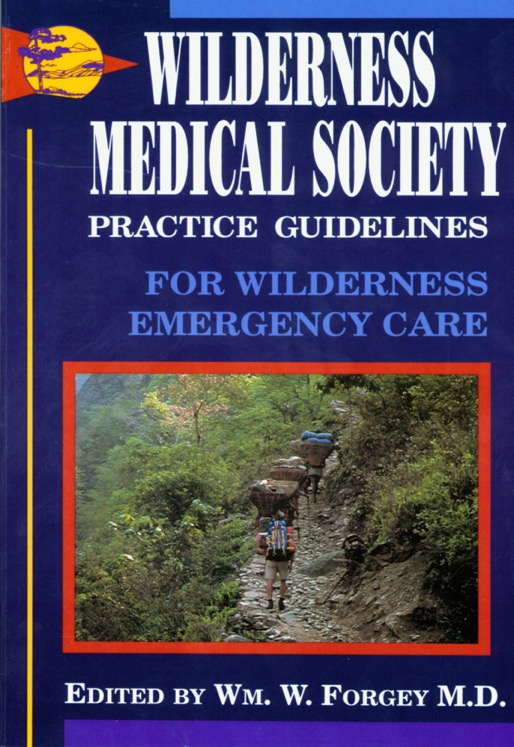 WILDERNESS
MEDICAL SOCIETY
PRACTICE GUIDELINES
FOR WILDERNESS
EMERGENCY CARE
EDITED BY WM. W. FORGEY M.D.